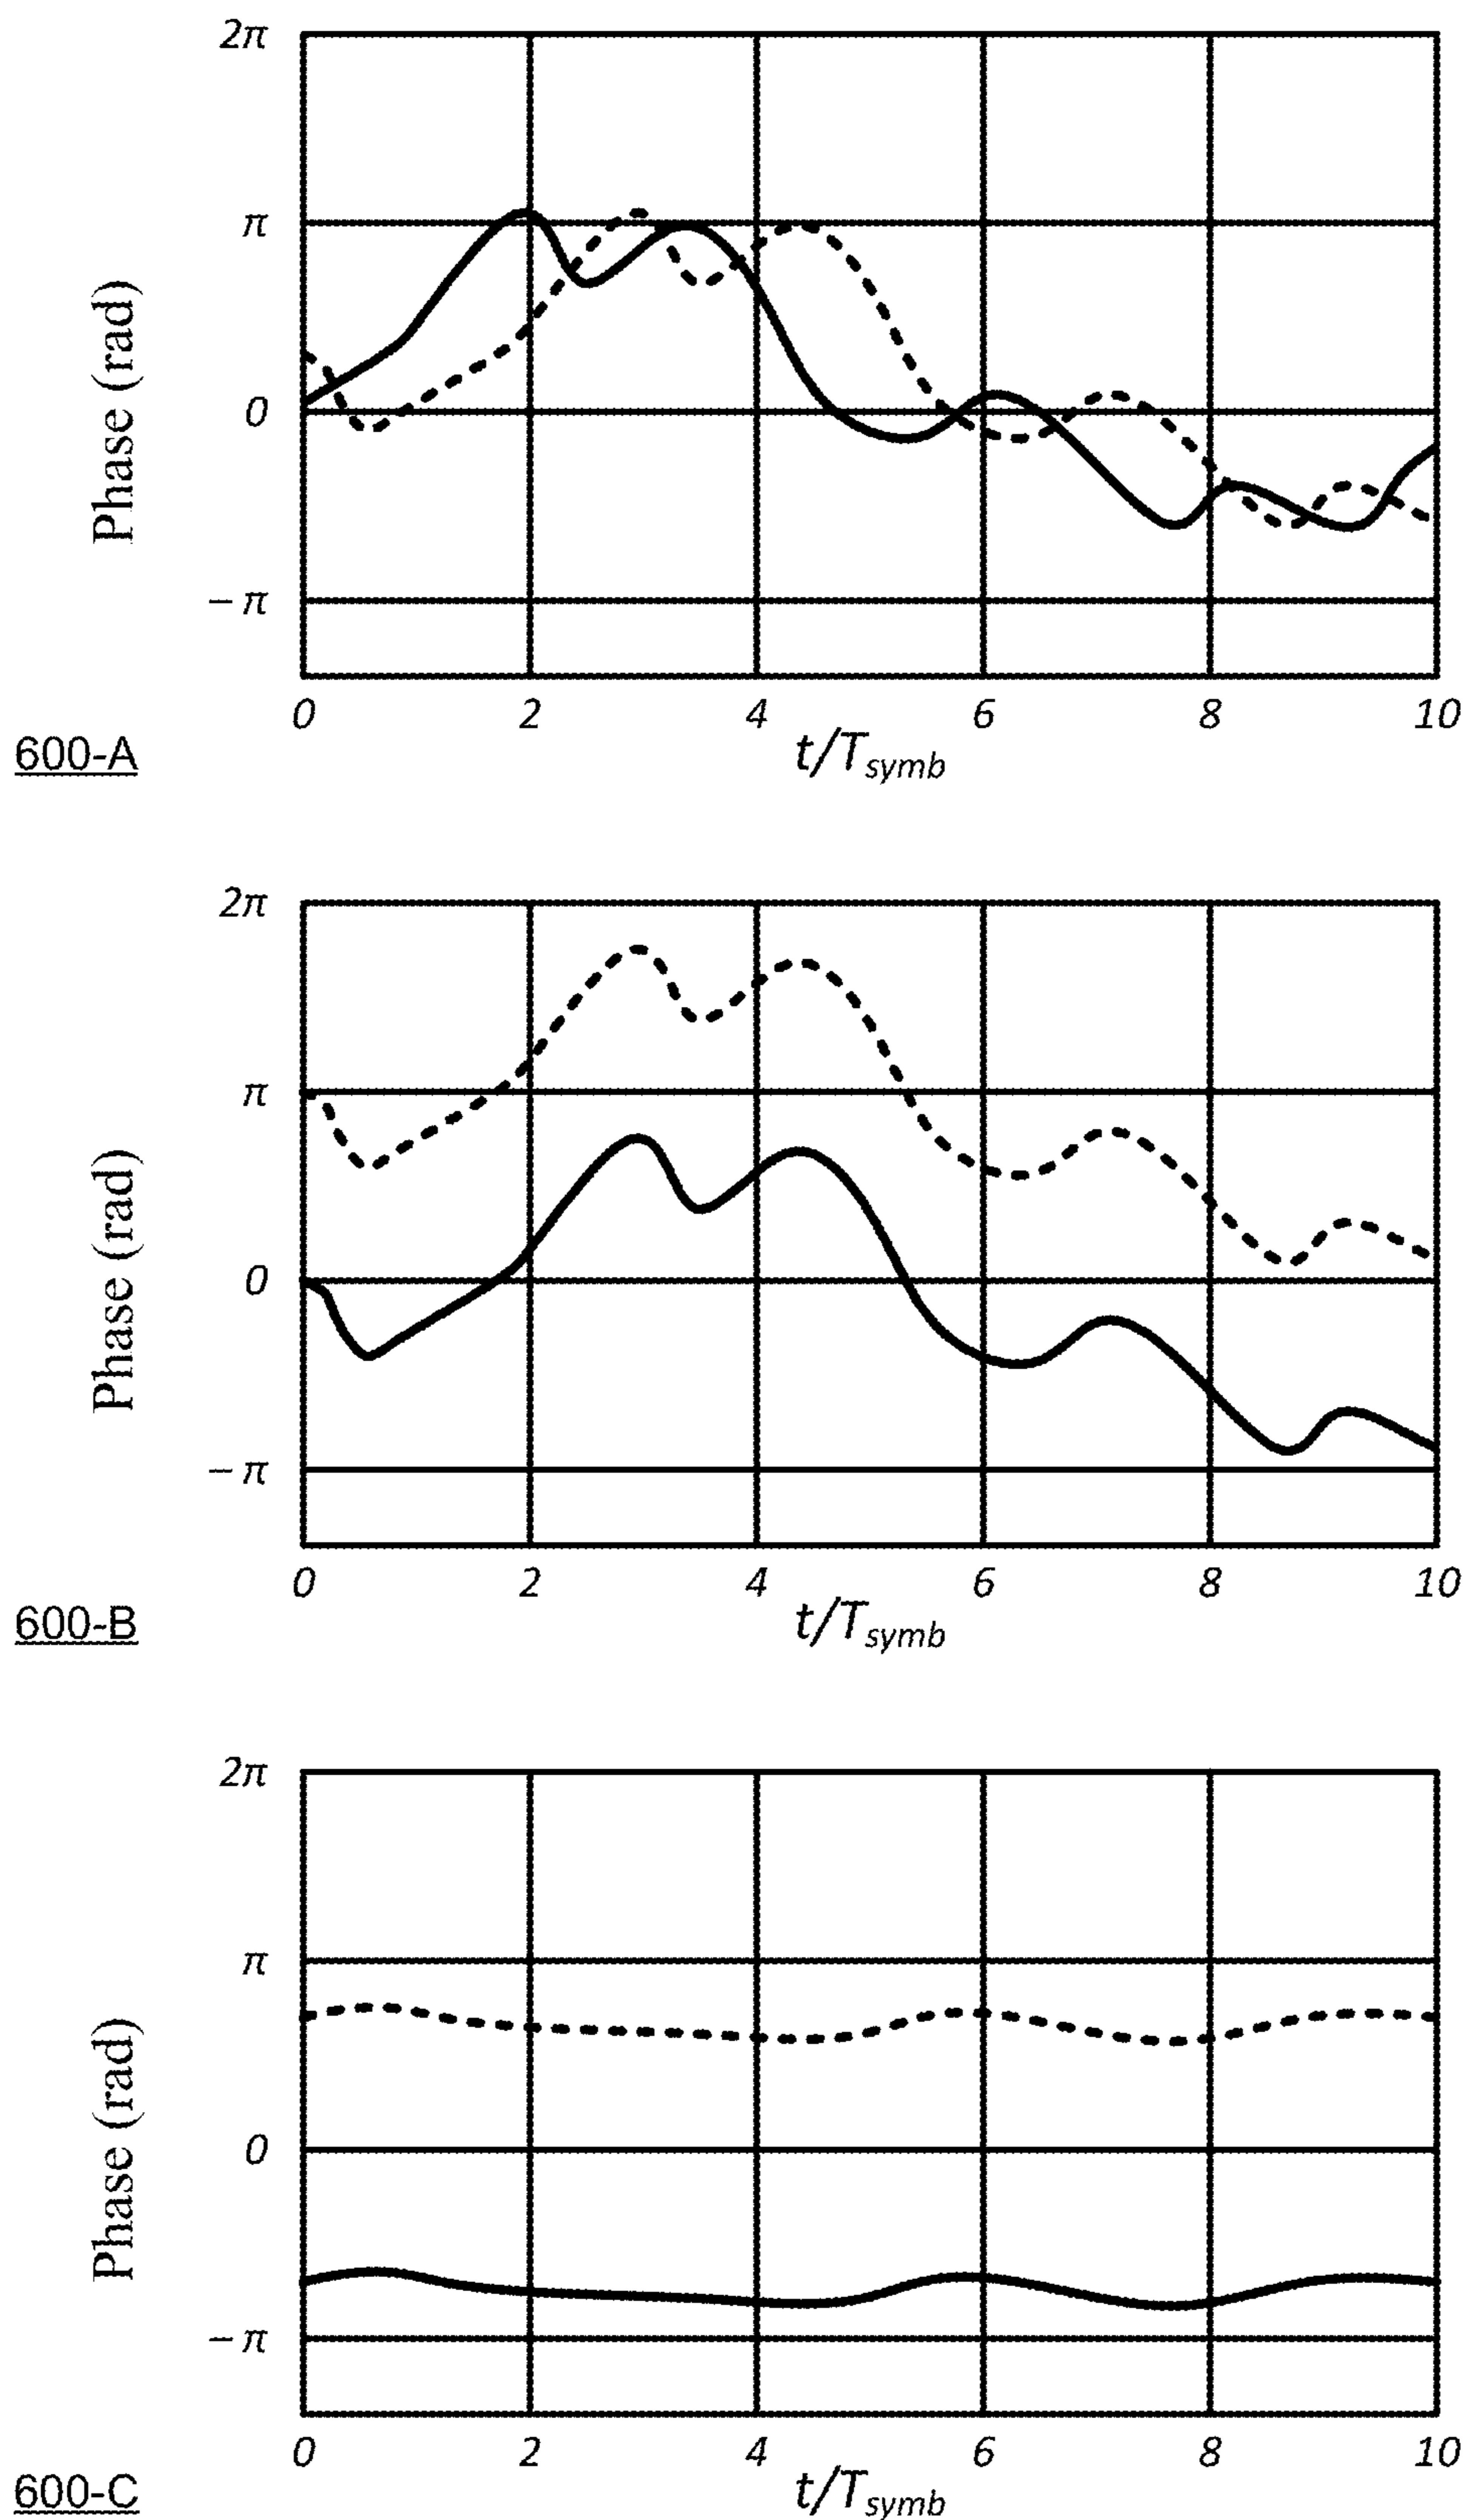 2π
π
Phase (rad)
0
− π
0 2 4 6 8 10
600-A
t/Tsymb
2π
π
Phase (rad)
0
− π
0 2 4 6 8 10
600-B
t/Tsymb
2π
π
Phase (rad)
0
− π
0 2 4 6 8 10
600-C
t/Tsymb